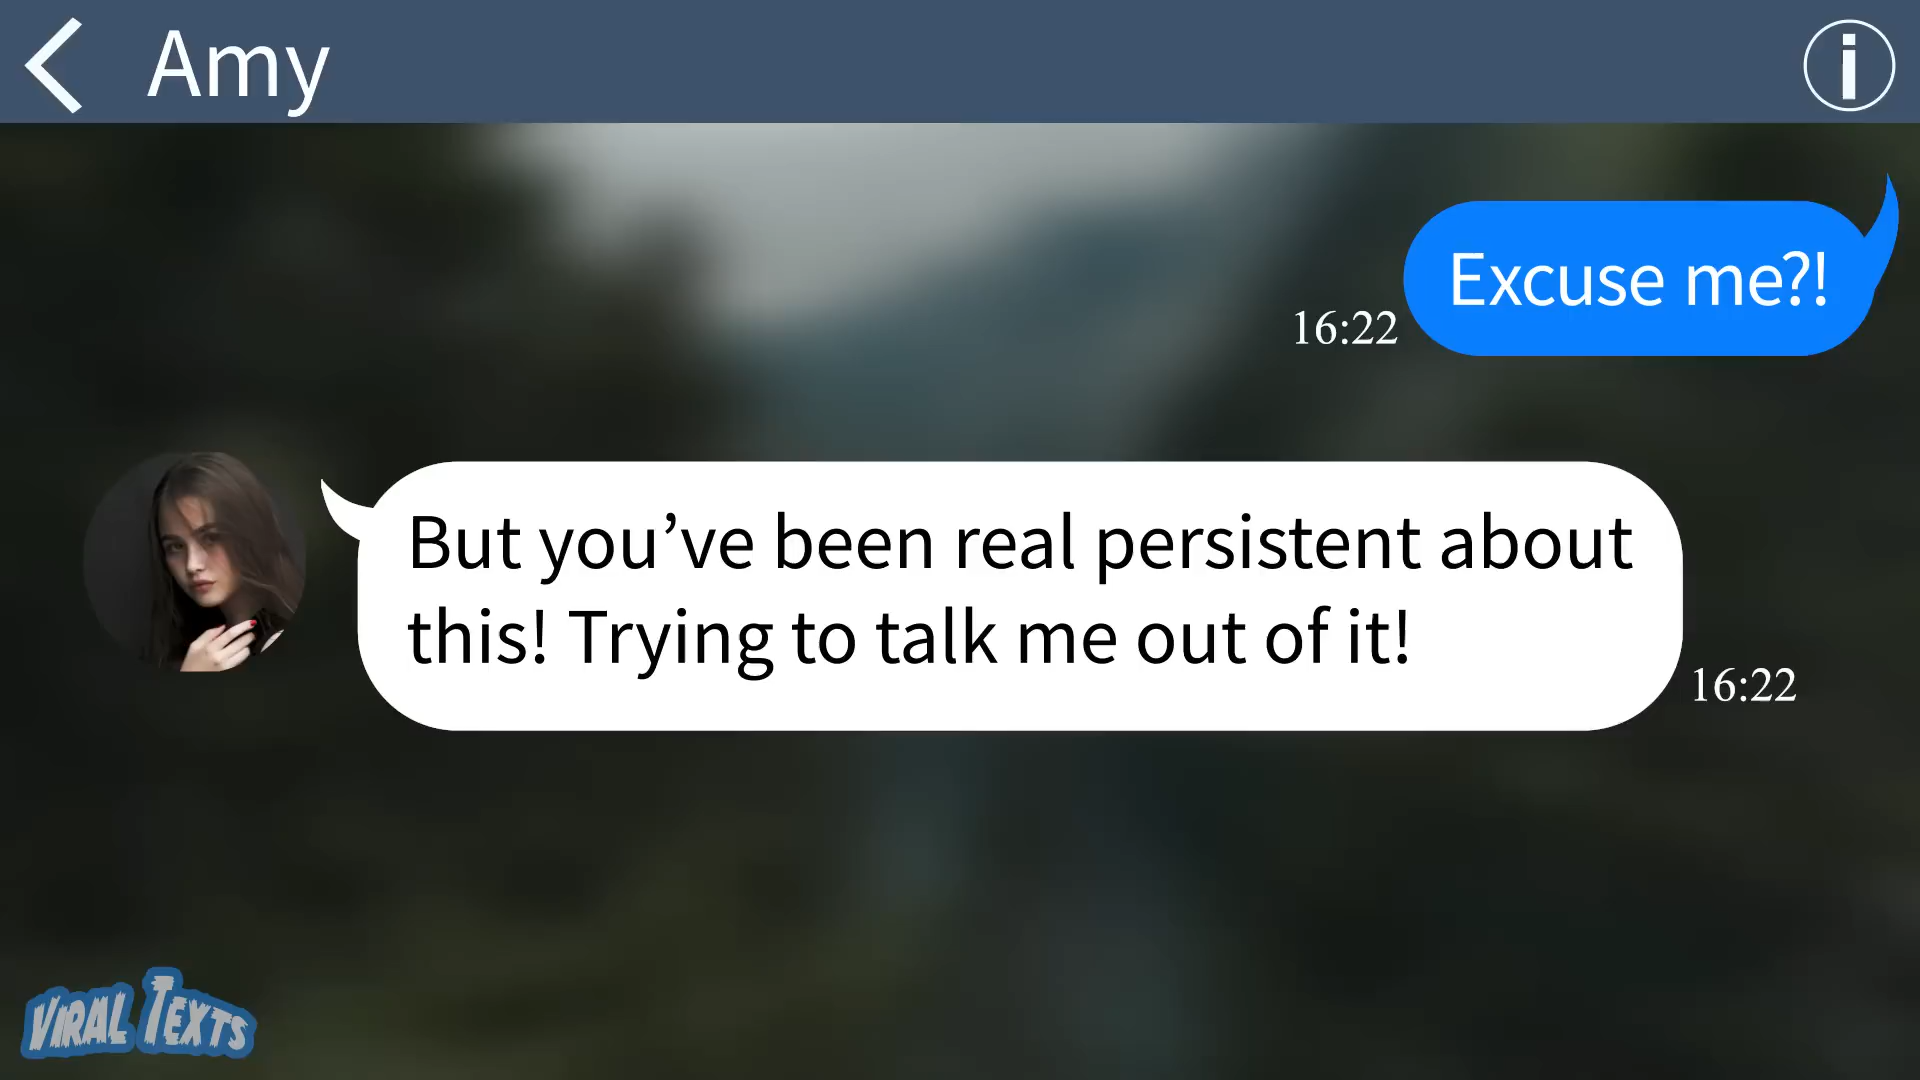 Amy
Excuse me?!
16:22
But you’ve been real persistent about
this! Trying to talk me out of it!
16:22
VIRAL TEXTS